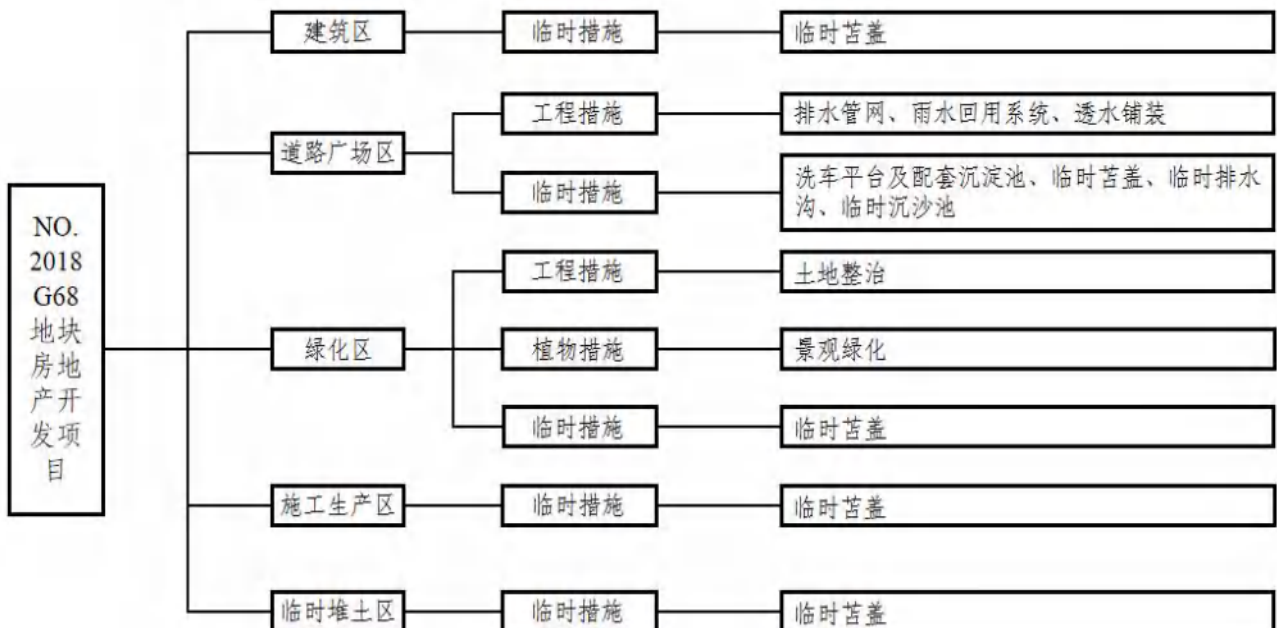 NO.
2018
G68
地块
房地
产开
发项
目
建筑区
临时措施
临时苫盖
道路广场区
工程措施
排水管网、雨水回用系统、透水铺装
临时措施
洗车平台及配套沉淀池、临时苫盖、临时排水
沟、临时沉沙池
绿化区
工程措施
土地整治
植物措施
景观绿化
临时措施
临时苫盖
施工生产区
临时措施
临时苫盖
临时堆土区
临时措施
临时苫盖